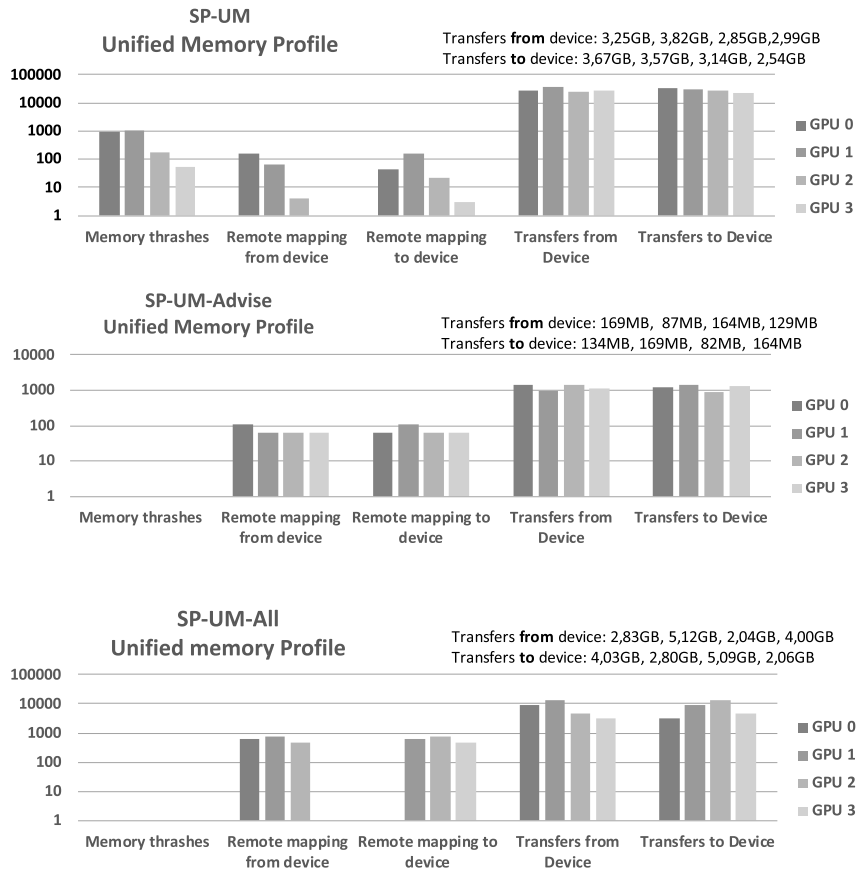 SP-UM
Unified Memory Profile
Transfers from device: 3,25GB, 3,82GB, 2,85GB,2,99GB
Transfers to device: 3,67GB, 3,57GB, 3,14GB, 2,54GB
100000
10000
1000
100
10
1
Memory thrashes
Remote mapping
from device
Remote mapping
to device
Transfers from
Device
Transfers to Device
GPU 0
GPU 1
GPU 2
GPU 3
SP-UM-Advise
Unified Memory Profile
Transfers from device: 169MB, 87MB, 164MB, 129MB
Transfers to device: 134MB, 169MB, 82MB, 164MB
10000
1000
100
10
1
Memory thrashes
Remote mapping
from device
Remote mapping to
device
Transfers from
Device
Transfers to Device
GPU 0
GPU 1
GPU 2
GPU 3
SP-UM-All
Unified memory Profile
Transfers from device: 2,83GB, 5,12GB, 2,04GB, 4,00GB
Transfers to device: 4,03GB, 2,80GB, 5,09GB, 2,06GB
100000
10000
1000
100
10
1
Memory thrashes
Remote mapping
from device
Remote mapping to
device
Transfers from
Device
Transfers to Device
GPU 0
GPU 1
GPU 2
GPU 3